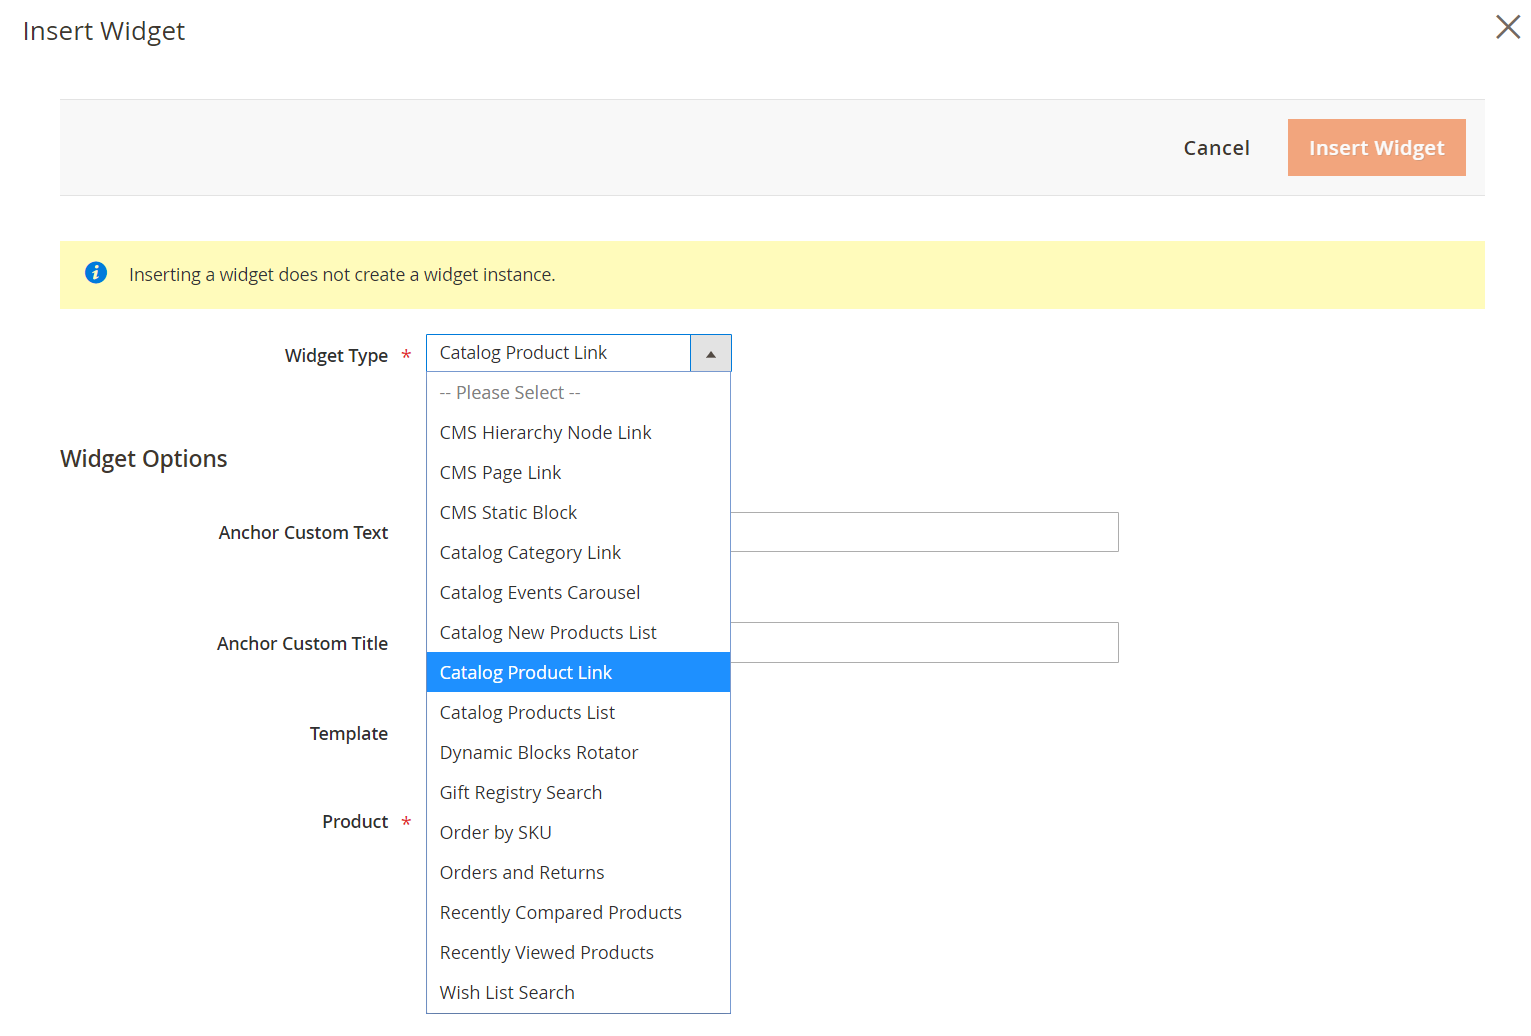 Insert Widget
Cancel
Insert Widget
Inserting a widget does not create a widget instance.
Widget Type *
Catalog Product Link
-- Please Select --
CMS Hierarchy Node Link
Widget Options
CMS Page Link
CMS Static Block
Anchor Custom Text
Catalog Category Link
Catalog Events Carousel
Catalog New Products List
Anchor Custom Title
Catalog Product Link
Catalog Products List
Template
Dynamic Blocks Rotator
Gift Registry Search
Product *
Order by SKU
Orders and Returns
Recently Compared Products
Recently Viewed Products
Wish List Search